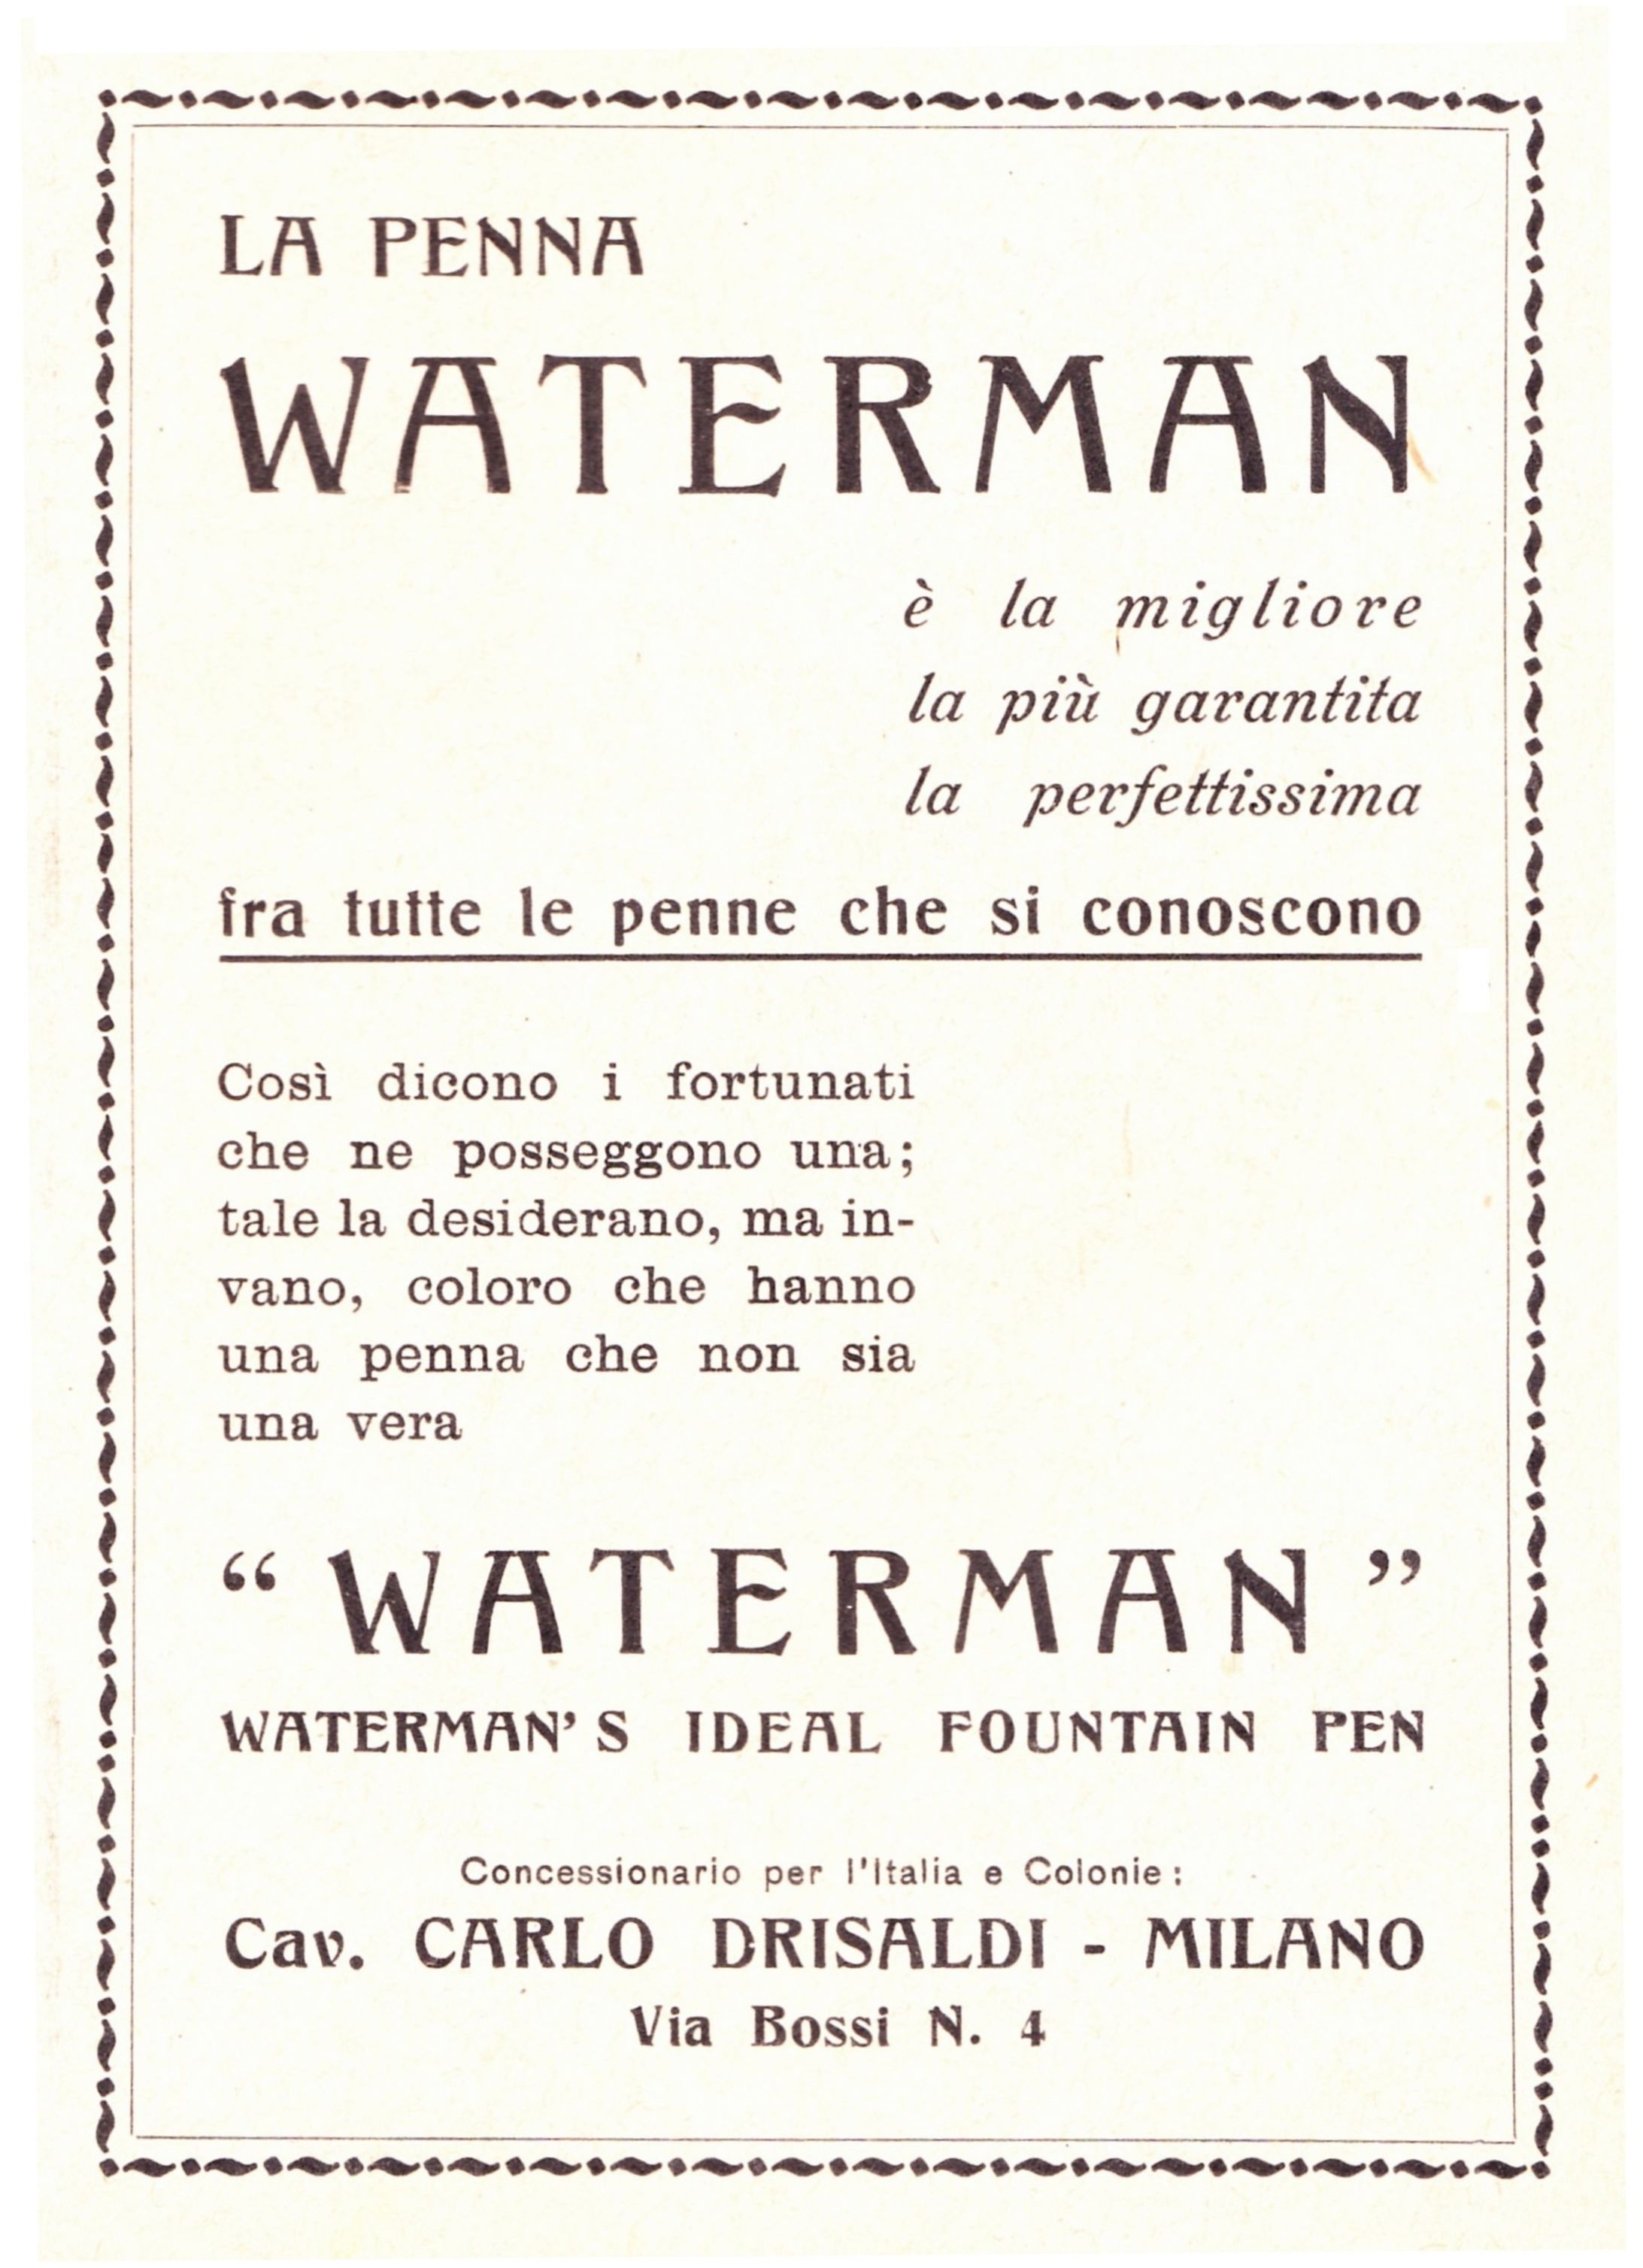 LA PENNA
WATERMAN
è la migliore
la più garantita
la perfettissima
fra tutte le penne che si conoscono
Così dicono i fortunati
che ne posseggono una;
tale la desiderano, ma in-
vano, coloro che hanno
una penna che non sia
una vera
“WATERMAN”
WATERMAN'S IDEAL FOUNTAIN PEN
Concessionario per l'Italia e Colonie:
Cav. CARLO DRISALDI - MILANO
Via Bossi N. 4